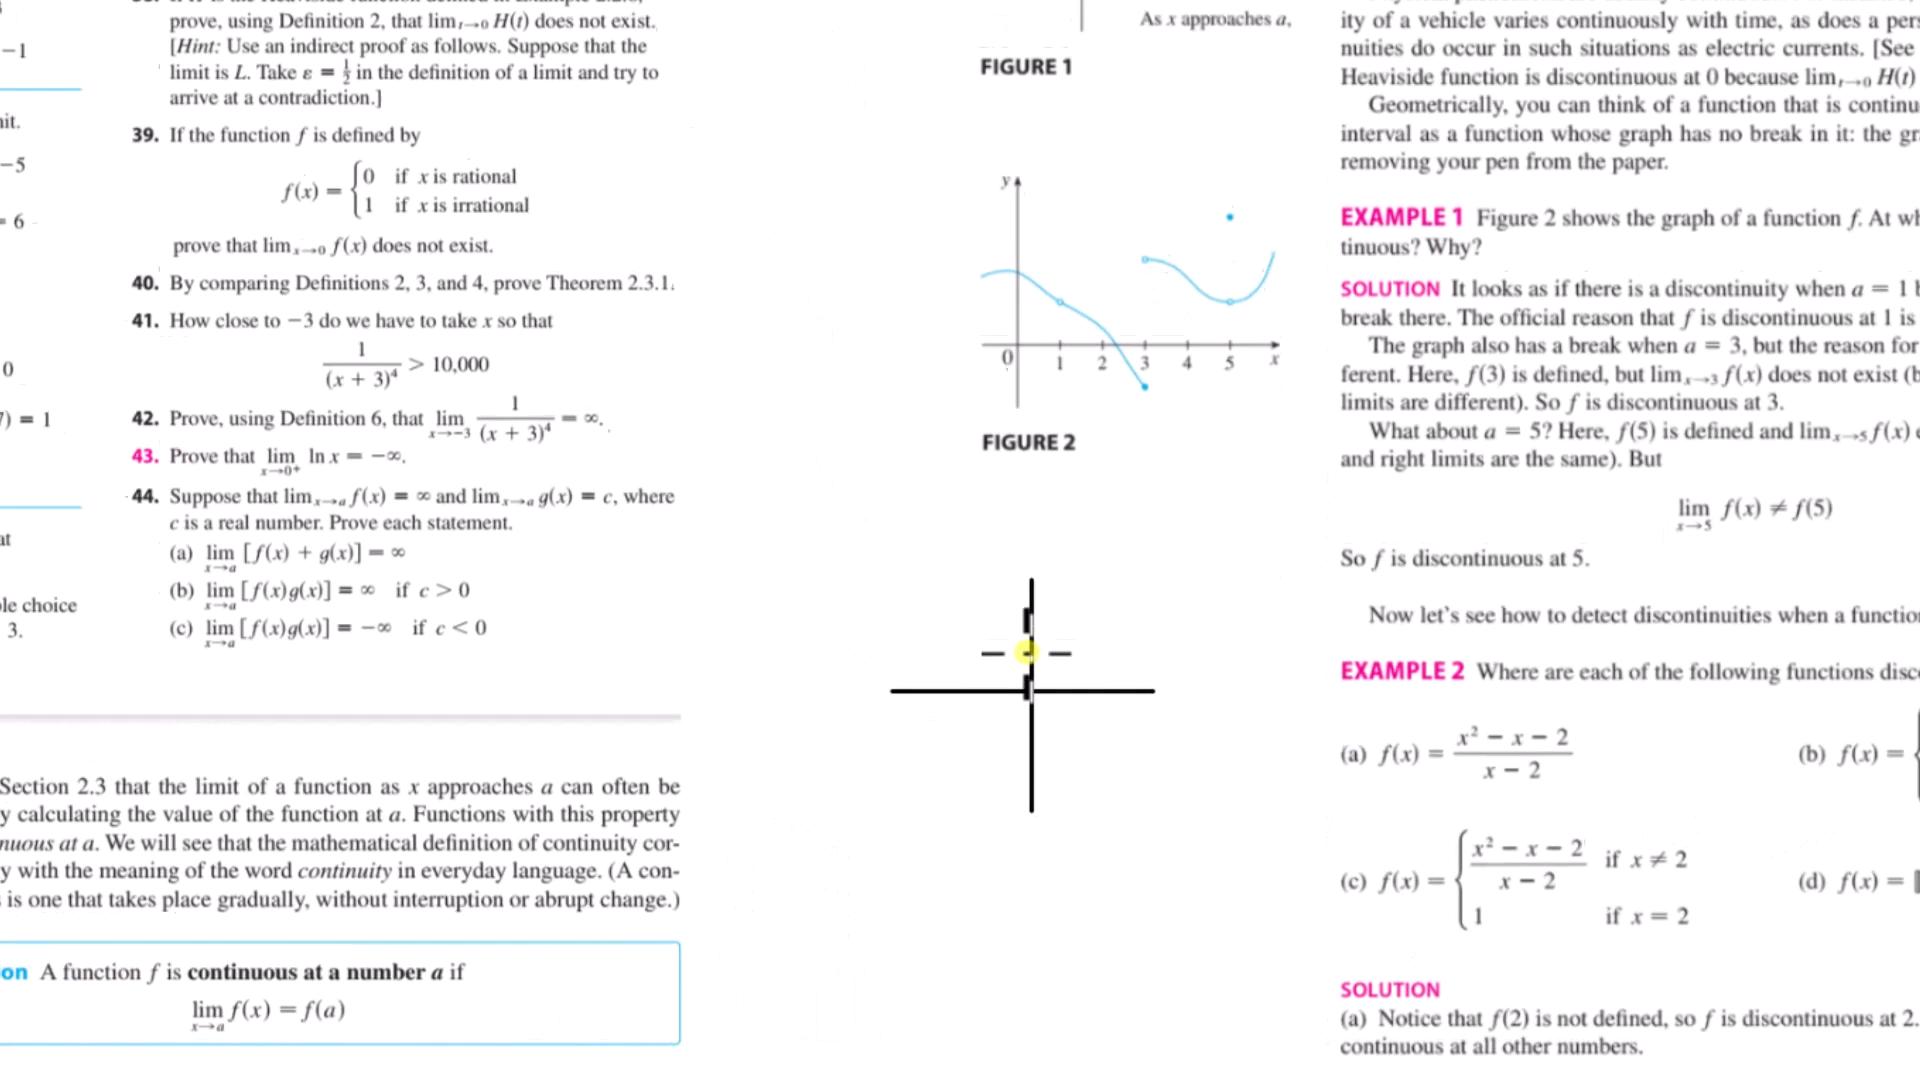 prove, using Definition 2, that lim_{t→0} H(t) does not exist.
[Hint: Use an indirect proof as follows. Suppose that the
limit is L. Take ε = 1/2 in the definition of a limit and try to
arrive at a contradiction.]
39. If the function f is defined by
f(x) = { 0 if x is rational
1 if x is irrational
prove that lim_{x→0} f(x) does not exist.
40. By comparing Definitions 2, 3, and 4, prove Theorem 2.3.1.
41. How close to −3 do we have to take x so that
1/(x + 3)⁴ > 10,000
42. Prove, using Definition 6, that lim_{x→−3} 1/(x + 3)⁴ = ∞.
43. Prove that lim_{x→0⁺} ln x = −∞.
44. Suppose that lim_{x→a} f(x) = ∞ and lim_{x→a} g(x) = c, where
c is a real number. Prove each statement.
(a) lim_{x→a} [f(x) + g(x)] = ∞
(b) lim_{x→a} [f(x)g(x)] = ∞ if c > 0
(c) lim_{x→a} [f(x)g(x)] = −∞ if c < 0
−1
−5
= 6
0
) = 1
le choice
3.
Section 2.3 that the limit of a function as x approaches a can often be
y calculating the value of the function at a. Functions with this property
nuous at a. We will see that the mathematical definition of continuity cor-
y with the meaning of the word continuity in everyday language. (A con-
is one that takes place gradually, without interruption or abrupt change.)
on A function f is continuous at a number a if
lim_{x→a} f(x) = f(a)
As x approaches a,
FIGURE 1
y
0 1 2 3 4 5 x
FIGURE 2
ity of a vehicle varies continuously with time, as does a pers
nuities do occur in such situations as electric currents. [See
Heaviside function is discontinuous at 0 because lim_{t→0} H(t)
Geometrically, you can think of a function that is continu
interval as a function whose graph has no break in it: the gr
removing your pen from the paper.
EXAMPLE 1 Figure 2 shows the graph of a function f. At wh
tinuous? Why?
SOLUTION It looks as if there is a discontinuity when a = 1 b
break there. The official reason that f is discontinuous at 1 is
The graph also has a break when a = 3, but the reason for
ferent. Here, f(3) is defined, but lim_{x→3} f(x) does not exist (b
limits are different). So f is discontinuous at 3.
What about a = 5? Here, f(5) is defined and lim_{x→5} f(x) e
and right limits are the same). But
lim_{x→5} f(x) ≠ f(5)
So f is discontinuous at 5.
Now let's see how to detect discontinuities when a function
EXAMPLE 2 Where are each of the following functions disc
(a) f(x) = (x² − x − 2)/(x − 2)
(b) f(x) =
(c) f(x) = { (x² − x − 2)/(x − 2) if x ≠ 2
1 if x = 2
(d) f(x) =
SOLUTION
(a) Notice that f(2) is not defined, so f is discontinuous at 2.
continuous at all other numbers.